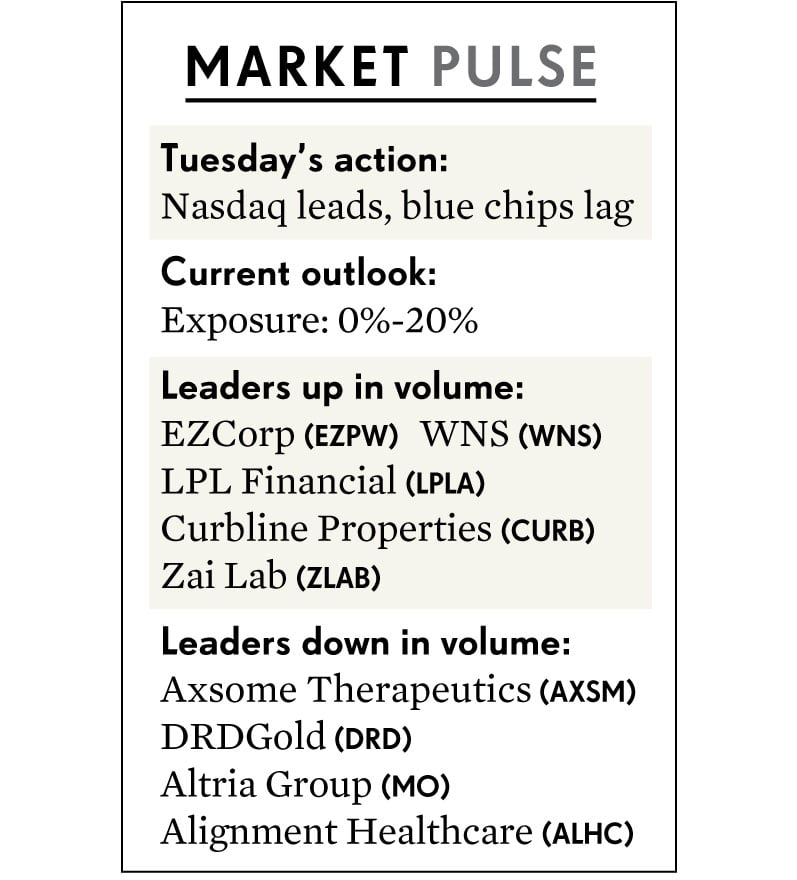 MARKET PULSE
Tuesday's action:
Nasdaq leads, blue chips lag
Current outlook:
Exposure: 0%-20%
Leaders up in volume:
EZCorp (EZPW) WNS (WNS)
LPL Financial (LPLA)
Curbline Properties (CURB)
Zai Lab (ZLAB)
Leaders down in volume:
Axsome Therapeutics (AXSM)
DRDGold (DRD)
Altria Group (MO)
Alignment Healthcare (ALHC)